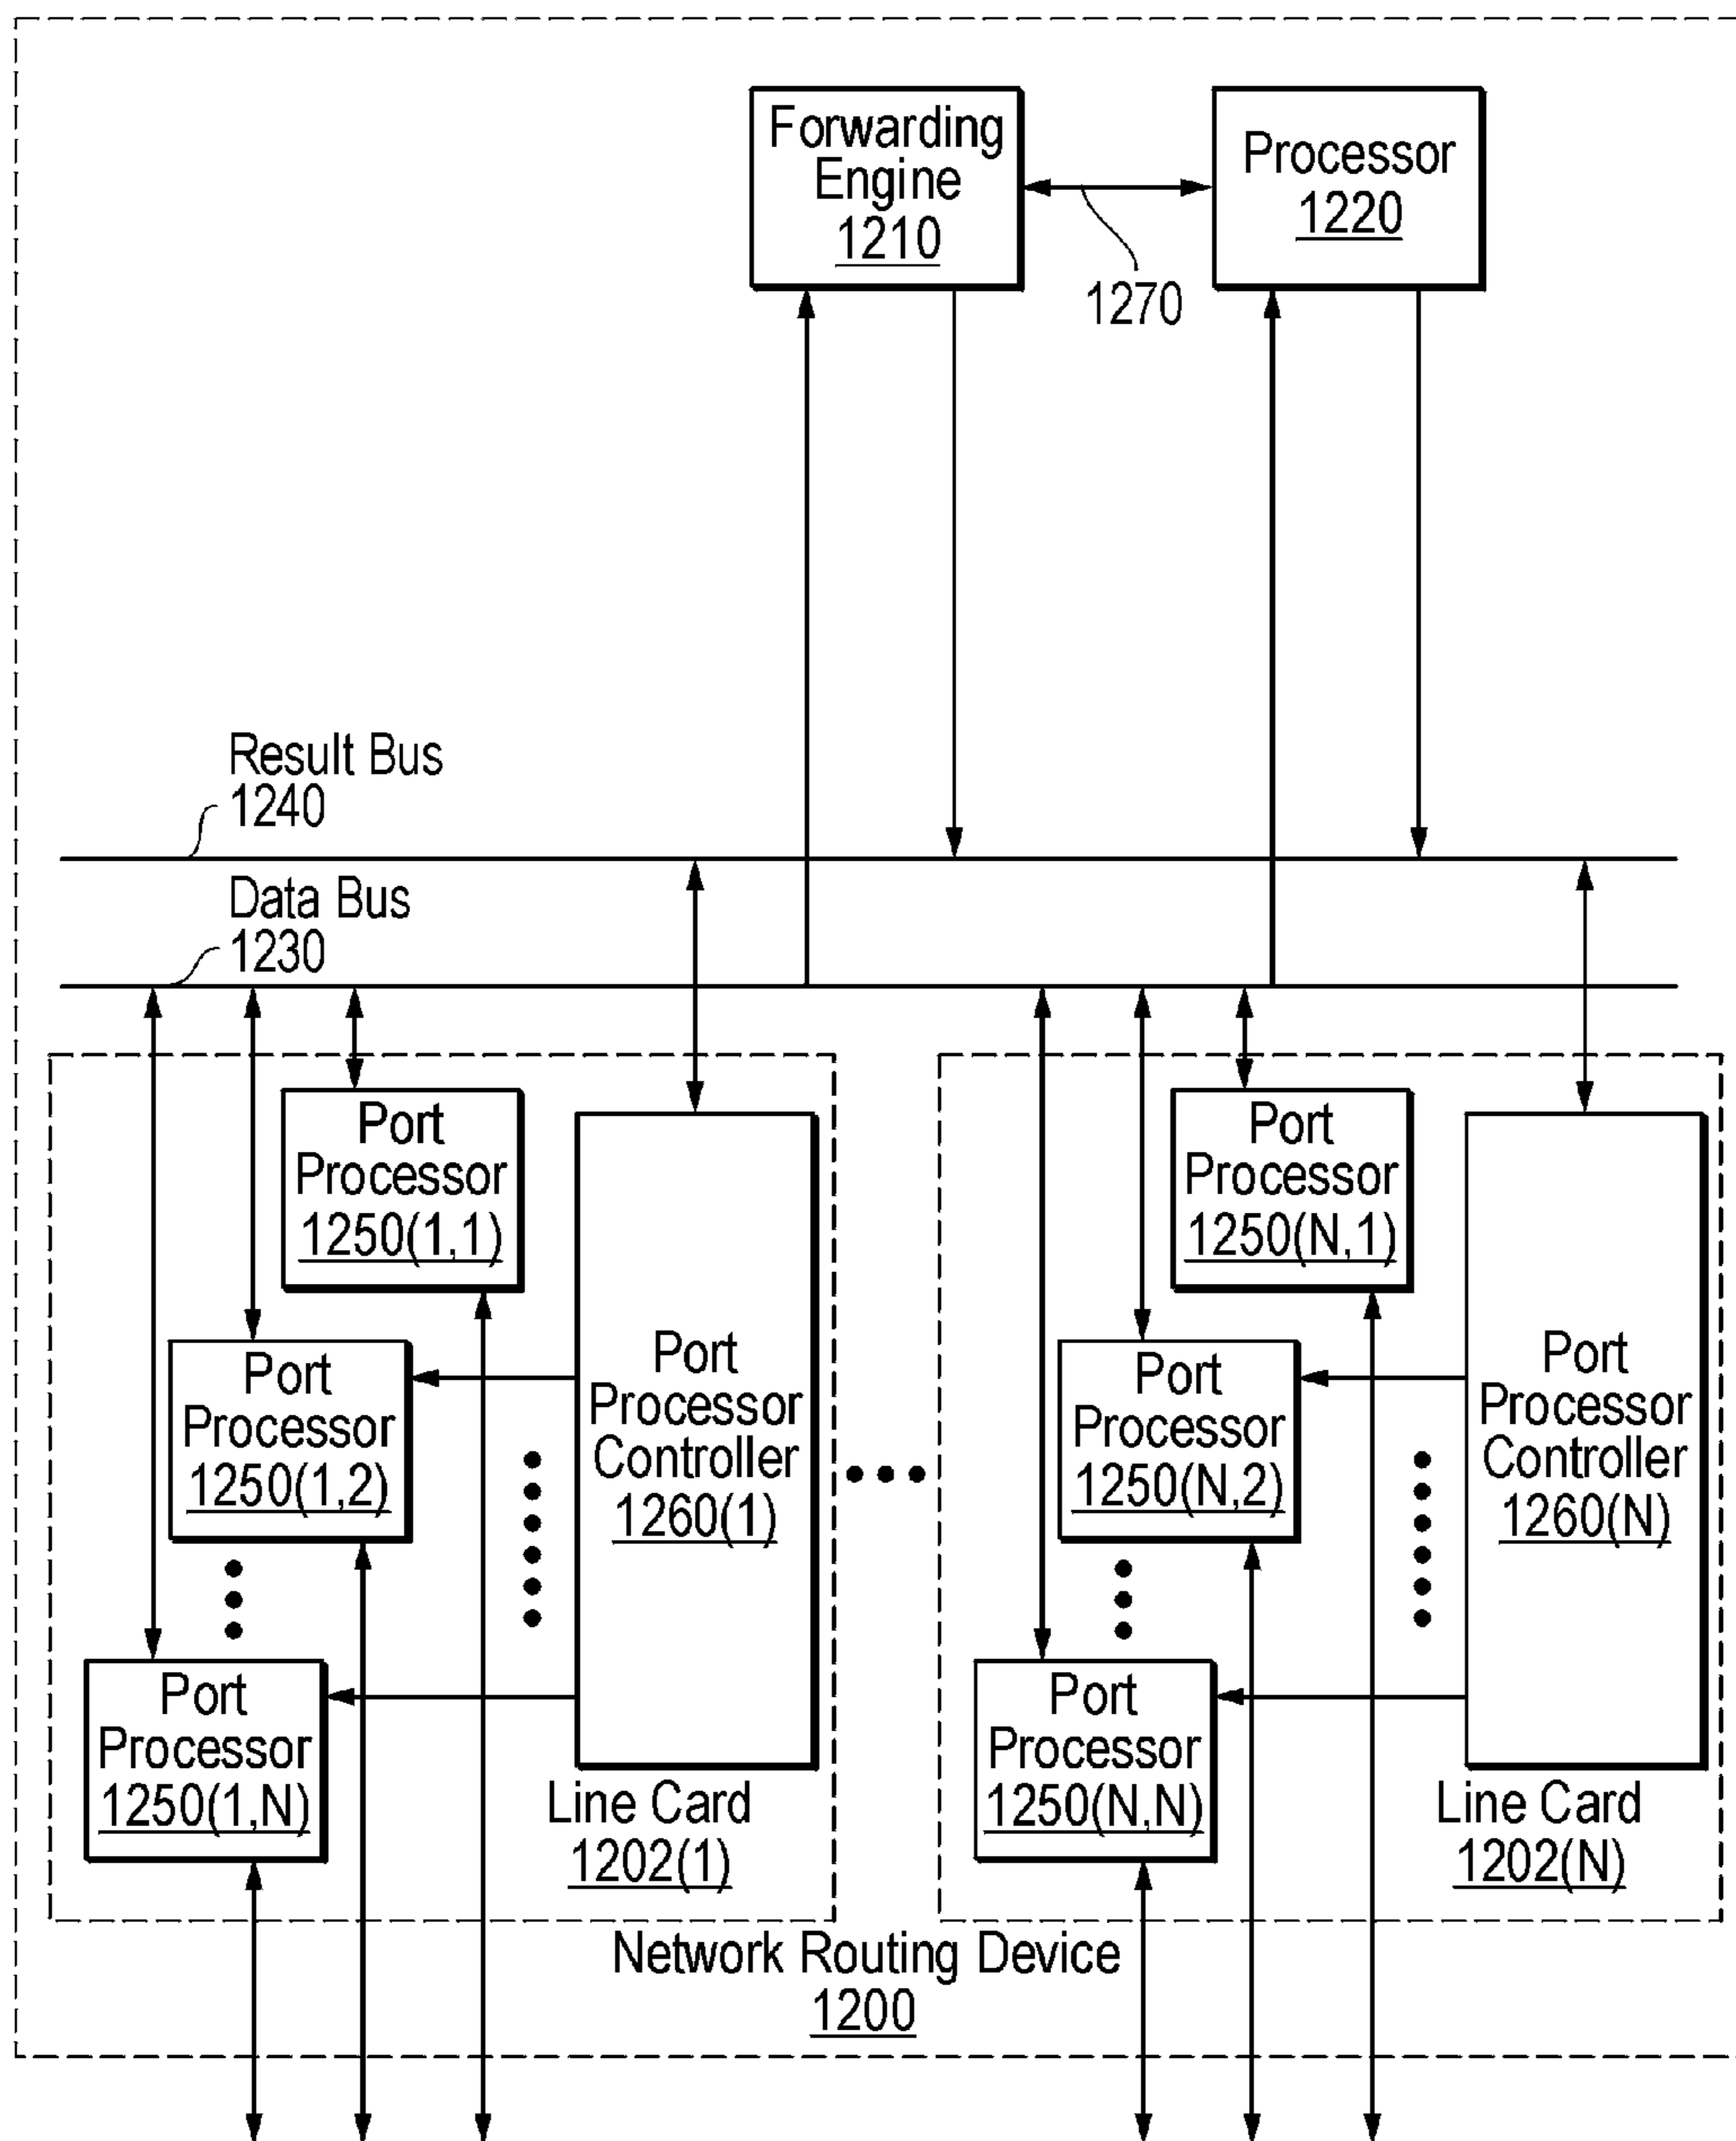 Forwarding
Engine
1210
Processor
1220
1270
Result Bus
1240
Data Bus
1230
Port
Processor
1250(1,1)
Port
Processor
1250(1,2)
Port
Processor
1250(1,N)
Port
Processor
Controller
1260(1)
Line Card
1202(1)
Port
Processor
1250(N,1)
Port
Processor
1250(N,2)
Port
Processor
1250(N,N)
Port
Processor
Controller
1260(N)
Line Card
1202(N)
Network Routing Device
1200